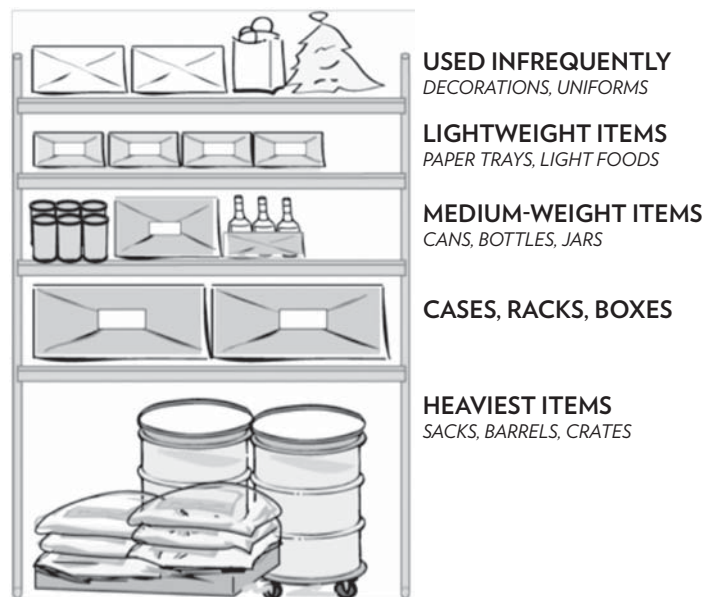 USED INFREQUENTLY
DECORATIONS, UNIFORMS
LIGHTWEIGHT ITEMS
PAPER TRAYS, LIGHT FOODS
MEDIUM-WEIGHT ITEMS
CANS, BOTTLES, JARS
CASES, RACKS, BOXES
HEAVIEST ITEMS
SACKS, BARRELS, CRATES